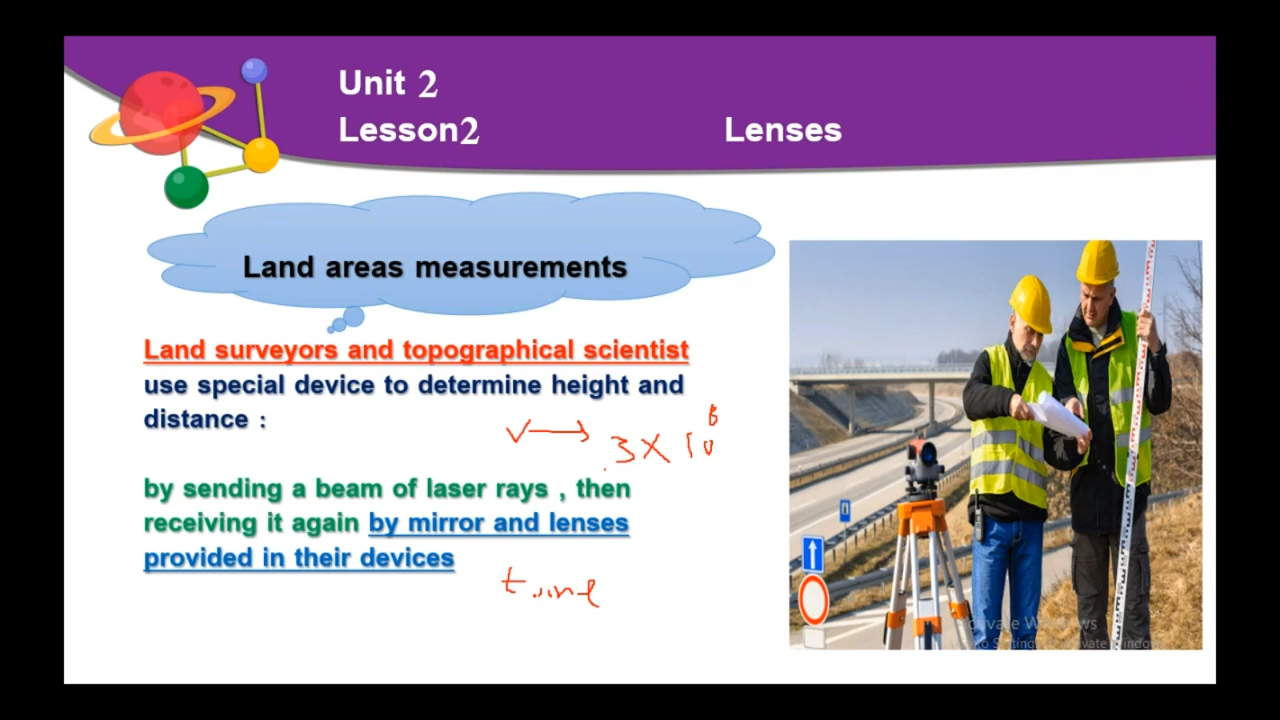 Unit 2
Lesson2
Lenses
Land areas measurements
Land surveyors and topographical scientist
use special device to determine height and
distance :
V → 3 X 10⁸
by sending a beam of laser rays , then
receiving it again by mirror and lenses
provided in their devices
time